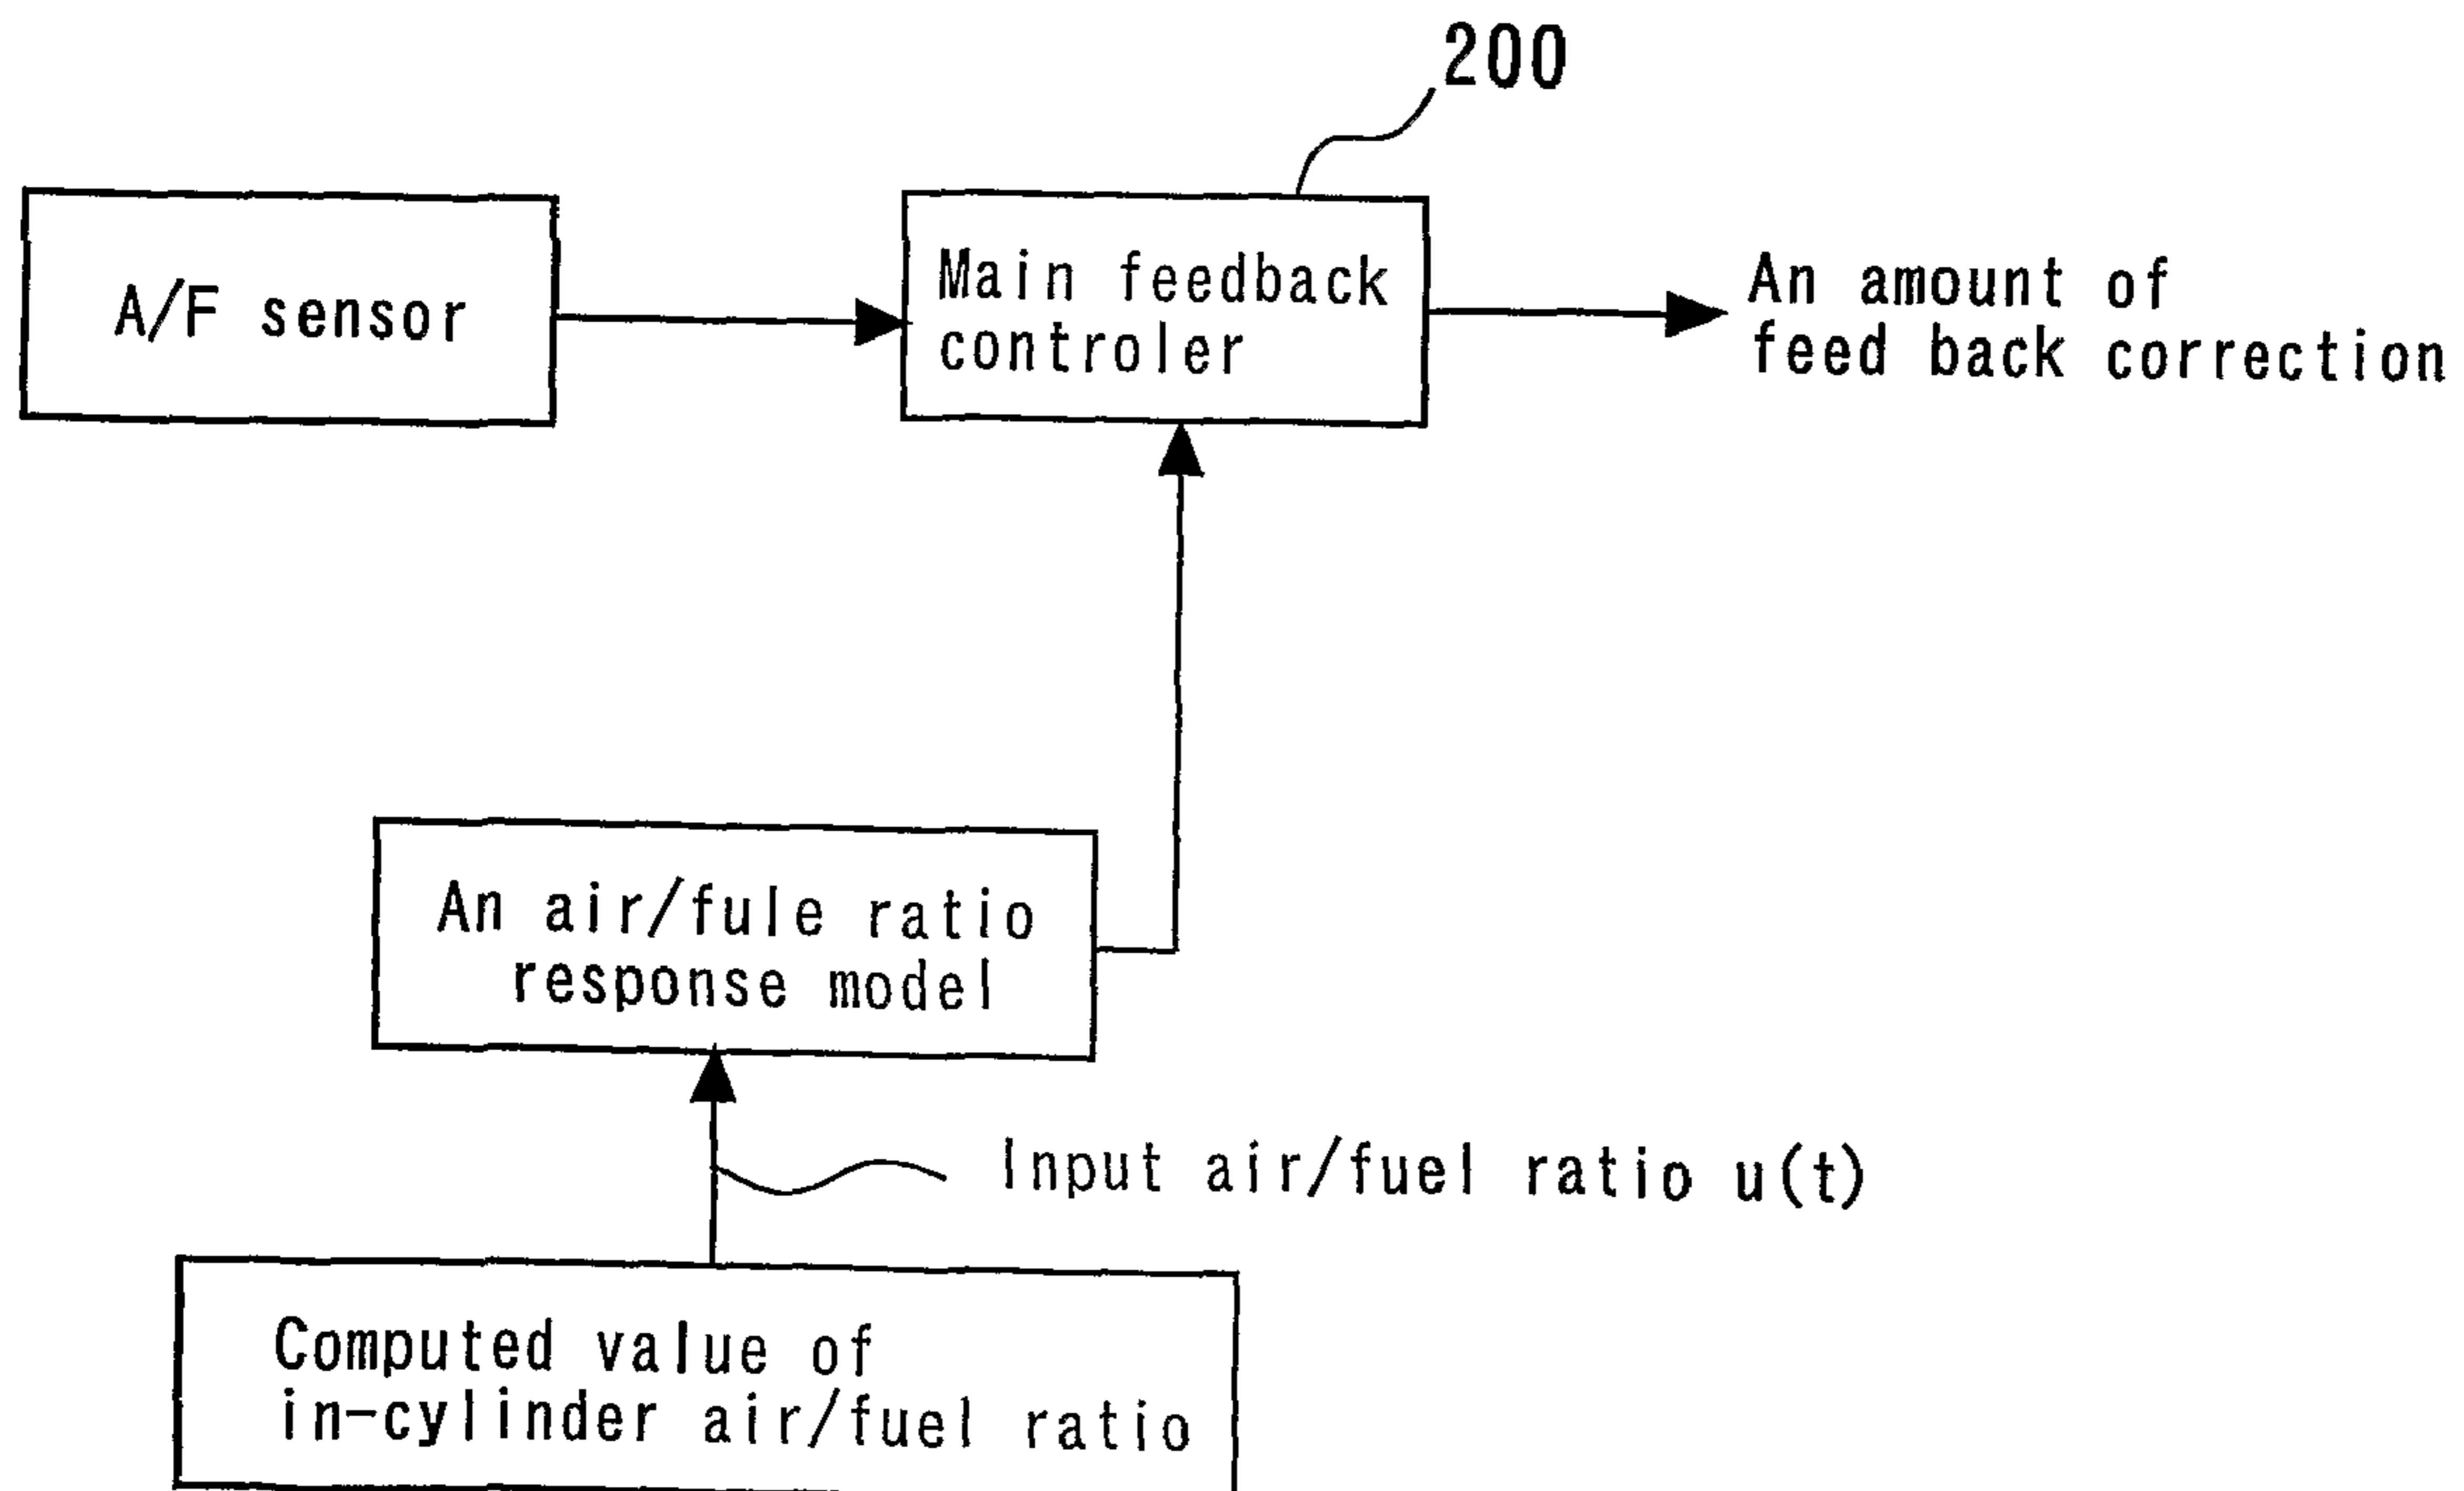 200
A/F sensor
Main feedback
controler
An amount of
feed back correction
An air/fule ratio
response model
Input air/fuel ratio u(t)
Computed value of
in-cylinder air/fuel ratio